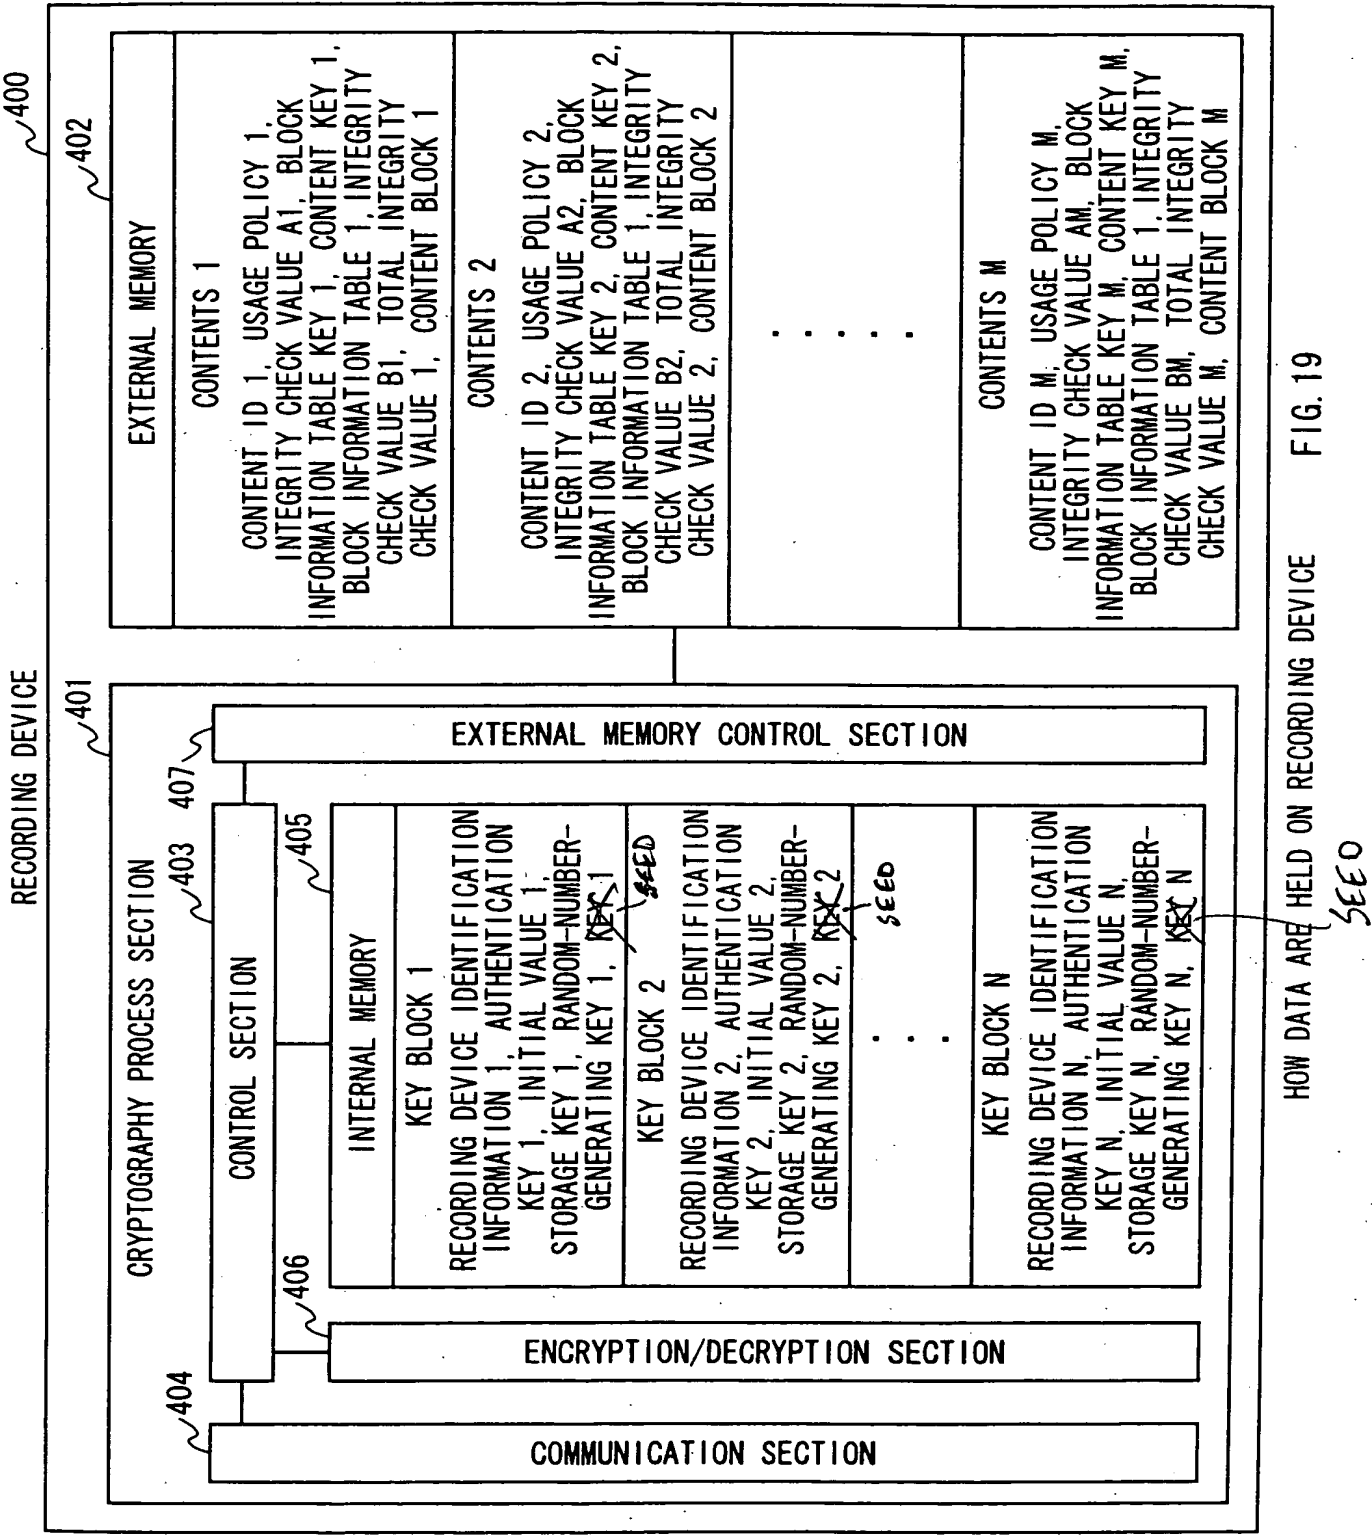 RECORDING DEVICE
400
401
CRYPTOGRAPHY PROCESS SECTION
404
COMMUNICATION SECTION
403
CONTROL SECTION
407
EXTERNAL MEMORY CONTROL SECTION
406
ENCRYPTION/DECRYPTION SECTION
405
INTERNAL MEMORY
KEY BLOCK 1
RECORDING DEVICE IDENTIFICATION
INFORMATION 1, AUTHENTICATION
KEY 1, INITIAL VALUE 1,
STORAGE KEY 1, RANDOM-NUMBER-
GENERATING KEY 1, KEY 1
SEED
KEY BLOCK 2
RECORDING DEVICE IDENTIFICATION
INFORMATION 2, AUTHENTICATION
KEY 2, INITIAL VALUE 2,
STORAGE KEY 2, RANDOM-NUMBER-
GENERATING KEY 2, KEY 2
SEED
. . .
KEY BLOCK N
RECORDING DEVICE IDENTIFICATION
INFORMATION N, AUTHENTICATION
KEY N, INITIAL VALUE N,
STORAGE KEY N, RANDOM-NUMBER-
GENERATING KEY N, KEY N
SEED
402
EXTERNAL MEMORY
CONTENTS 1
CONTENT ID 1, USAGE POLICY 1,
INTEGRITY CHECK VALUE A1, BLOCK
INFORMATION TABLE KEY 1, CONTENT KEY 1,
BLOCK INFORMATION TABLE 1, INTEGRITY
CHECK VALUE B1, TOTAL INTEGRITY
CHECK VALUE 1, CONTENT BLOCK 1
CONTENTS 2
CONTENT ID 2, USAGE POLICY 2,
INTEGRITY CHECK VALUE A2, BLOCK
INFORMATION TABLE KEY 2, CONTENT KEY 2,
BLOCK INFORMATION TABLE 1, INTEGRITY
CHECK VALUE B2, TOTAL INTEGRITY
CHECK VALUE 2, CONTENT BLOCK 2
. . . . .
CONTENTS M
CONTENT ID M, USAGE POLICY M,
INTEGRITY CHECK VALUE AM, BLOCK
INFORMATION TABLE KEY M, CONTENT KEY M,
BLOCK INFORMATION TABLE 1, INTEGRITY
CHECK VALUE BM, TOTAL INTEGRITY
CHECK VALUE M, CONTENT BLOCK M
HOW DATA ARE HELD ON RECORDING DEVICE FIG. 19